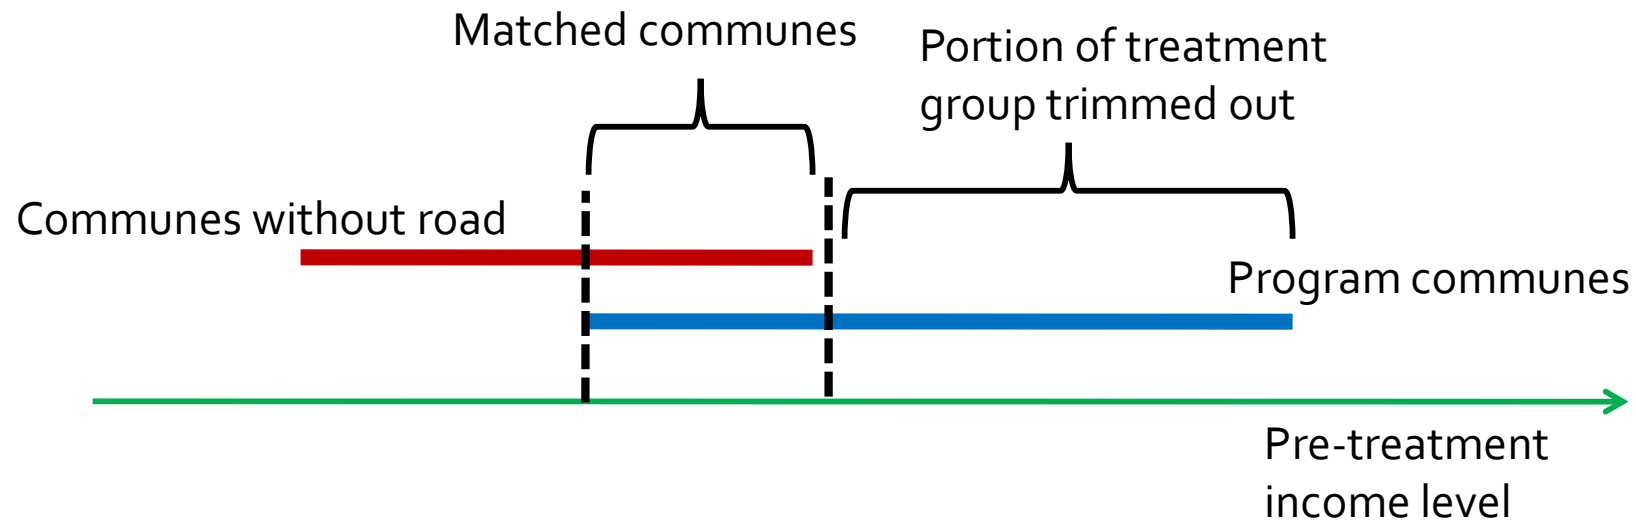 Matched communes
Portion of treatment
group trimmed out
Communes without road
Program communes
Pre-treatment
income level